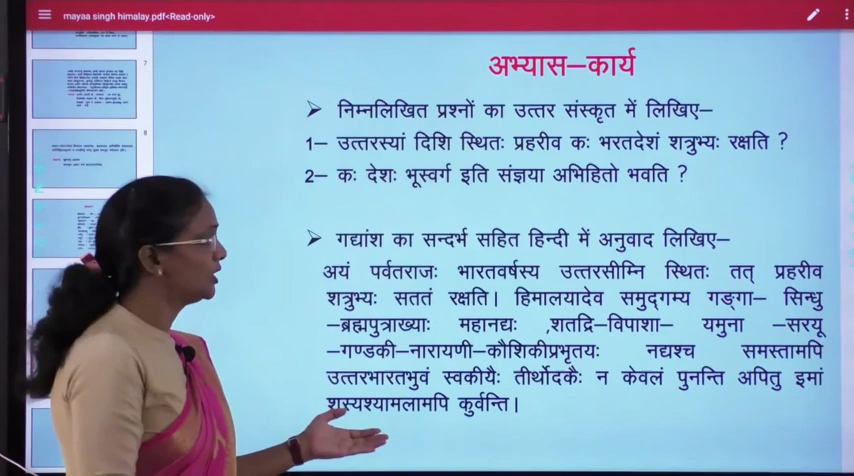 mayaa singh himalay.pdf<Read-only>
7
8
अभ्यास–कार्य
➤ निम्नलिखित प्रश्नों का उत्तर संस्कृत में लिखिए–
1– उत्तरस्यां दिशि स्थितः प्रहरीव कः भरतदेशं शत्रुभ्यः रक्षति ?
2– कः देशः भूस्वर्ग इति संज्ञया अभिहितो भवति ?
➤ गद्यांश का सन्दर्भ सहित हिन्दी में अनुवाद लिखिए–
अयं पर्वतराजः भारतवर्षस्य उत्तरसीम्नि स्थितः तत् प्रहरीव
शत्रुभ्यः सततं रक्षति। हिमालयादेव समुद्गम्य गङ्गा– सिन्धु
–ब्रह्मपुत्राख्याः महानद्यः ,शतद्रि–विपाशा– यमुना –सरयू
–गण्डकी–नारायणी–कौशिकीप्रभृतयः नद्यश्च समस्तामपि
उत्तरभारतभुवं स्वकीयैः तीर्थोदकैः न केवलं पुनन्ति अपितु इमां
शस्यश्यामलामपि कुर्वन्ति।